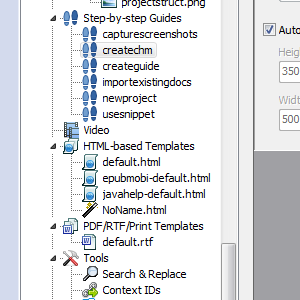 projectstruct.png
Step-by-step Guides
capturescreenshots
createchm
createguide
importexistingdocs
newproject
usesnippet
Video
HTML-based Templates
default.html
epubmobi-default.html
javahelp-default.html
NoName.html
PDF/RTF/Print Templates
default.rtf
Tools
Search & Replace
Context IDs
Auto
Heig
350
Widt
500